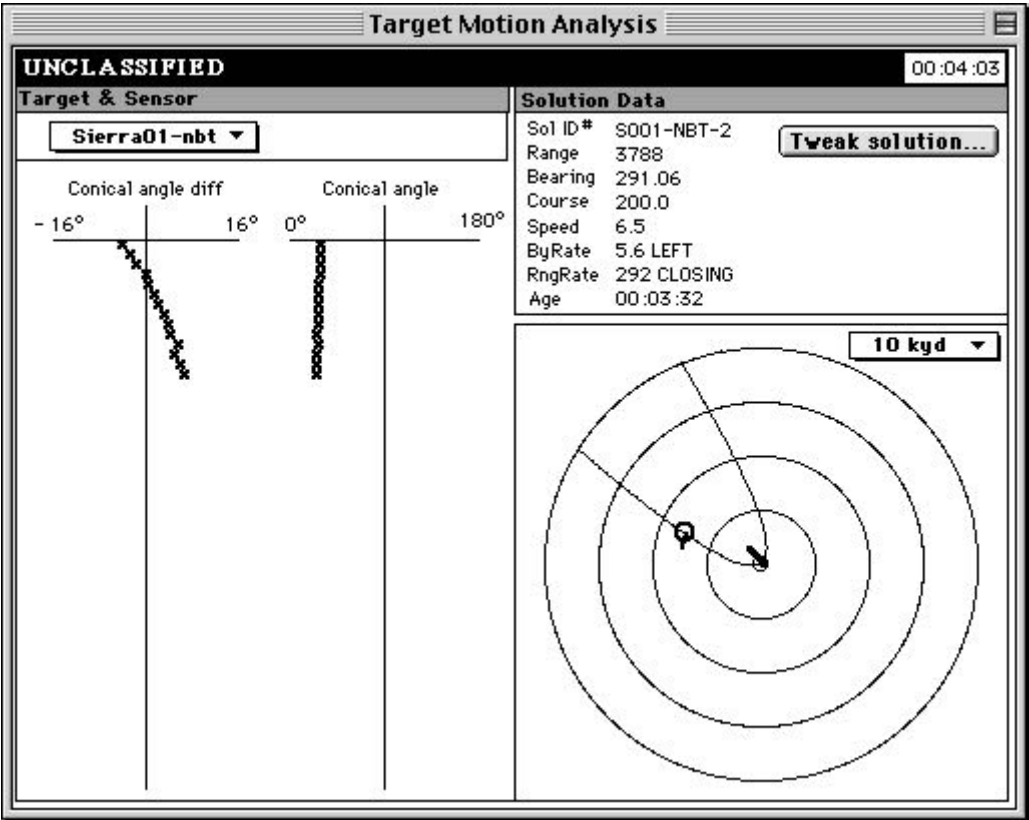 Target Motion Analysis
UNCLASSIFIED
00:04:03
Target & Sensor
Sierra01-nbt
Conical angle diff
Conical angle
- 16° 16°
0° 180°
Solution Data
Sol ID# S001-NBT-2
Tweak solution...
Range 3788
Bearing 291.06
Course 200.0
Speed 6.5
ByRate 5.6 LEFT
RngRate 292 CLOSING
Age 00:03:32
10 kyd